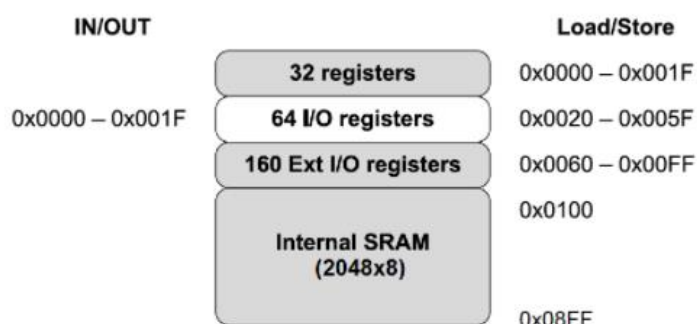 IN/OUT Load/Store
32 registers 0x0000 – 0x001F
0x0000 – 0x001F 64 I/O registers 0x0020 – 0x005F
160 Ext I/O registers 0x0060 – 0x00FF
0x0100
Internal SRAM
(2048x8)
0x08FF